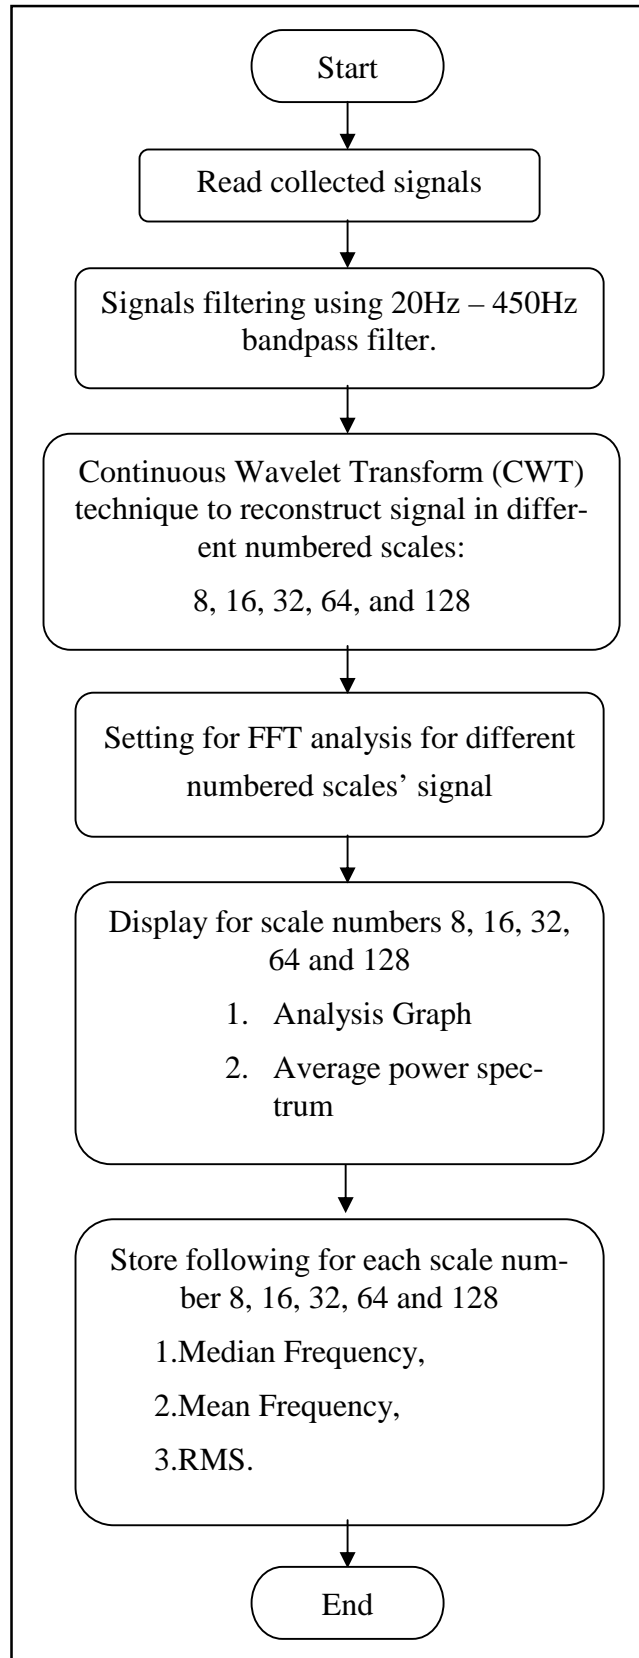 Start
Read collected signals
Signals filtering using 20Hz – 450Hz
bandpass filter.
Continuous Wavelet Transform (CWT)
technique to reconstruct signal in differ-
ent numbered scales:
8, 16, 32, 64, and 128
Setting for FFT analysis for different
numbered scales’ signal
Display for scale numbers 8, 16, 32,
64 and 128
1. Analysis Graph
2. Average power spec-
trum
Store following for each scale num-
ber 8, 16, 32, 64 and 128
1.Median Frequency,
2.Mean Frequency,
3.RMS.
End